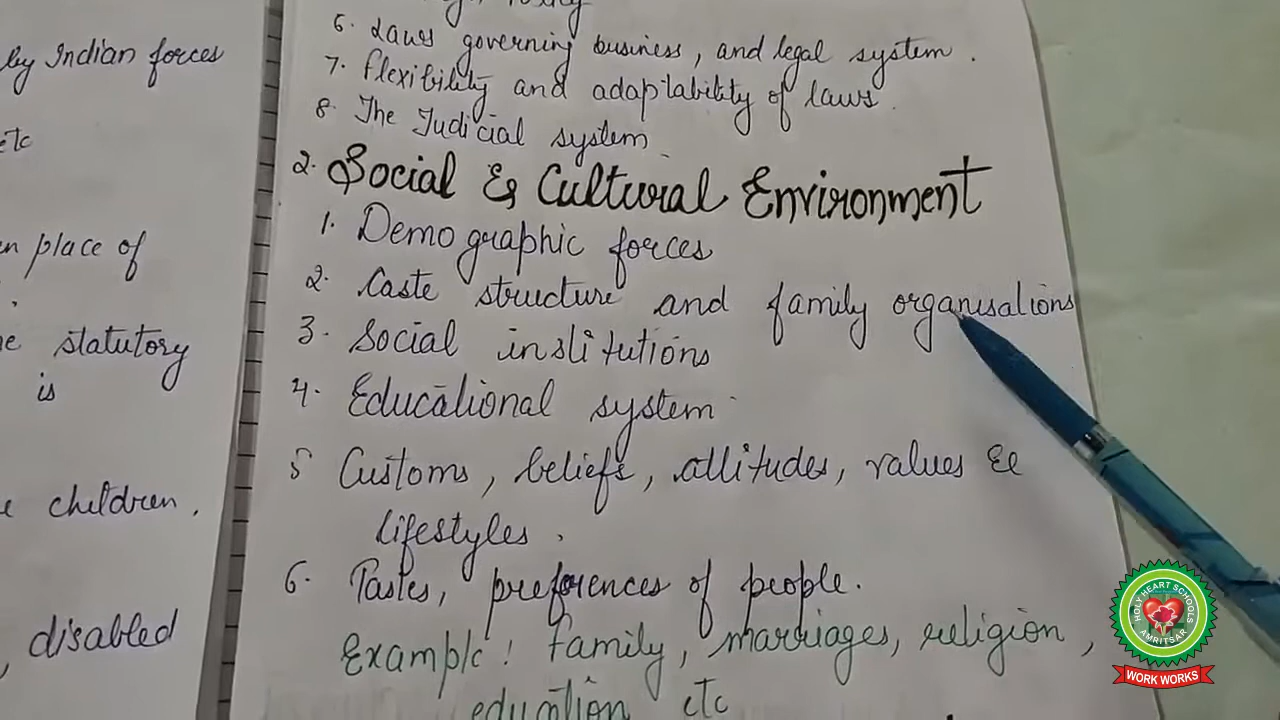 by Indian forces
etc
in place of
statutory
is
children,
, disabled
6. Laws governing business, and legal system.
7. flexibility and adaptability of laws.
8. The Judicial system
2. Social & Cultural Environment
1. Demographic forces
2. Caste structure and family organisations
3. Social institutions
4. Educational system
5 Customs, beliefs, attitudes, values &
lifestyles.
6. Tastes, preferences of people.
Example: family, marriages, religion,
education etc
HOLY HEART SCHOOLS
AMRITSAR
WORK WORKS